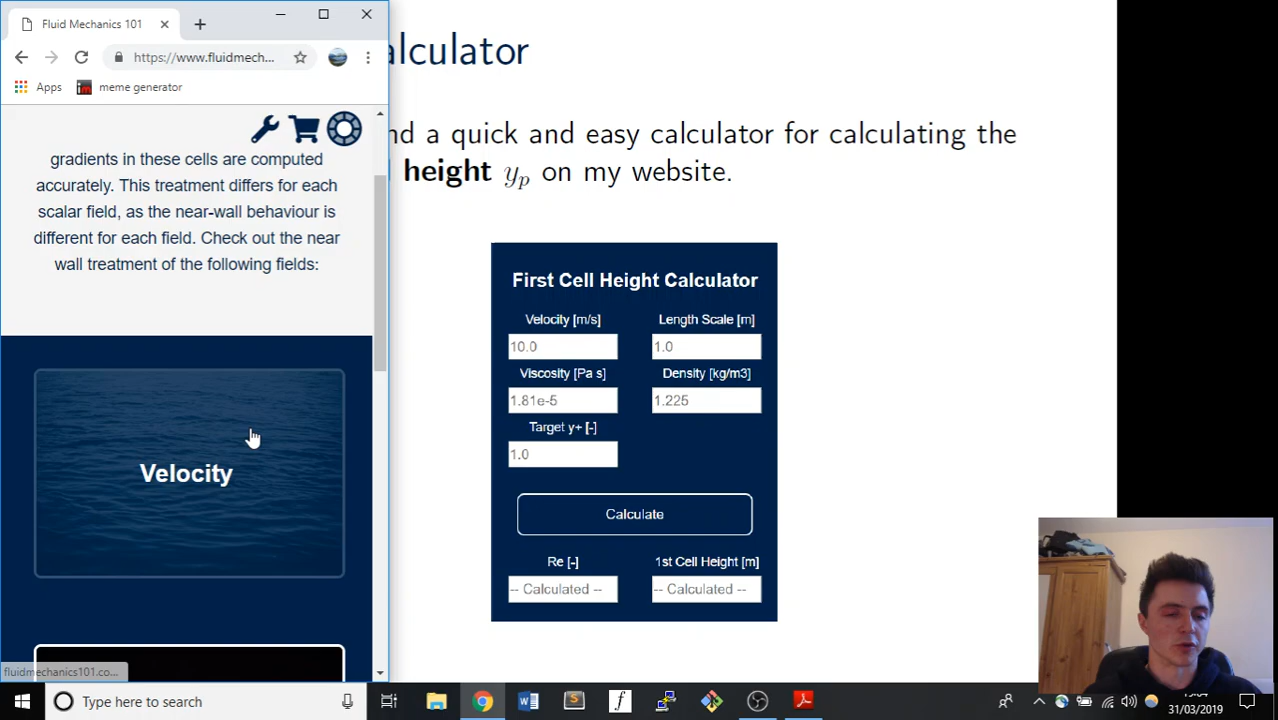 Fluid Mechanics 101
https://www.fluidmech...
Apps
meme generator
gradients in these cells are computed
accurately. This treatment differs for each
scalar field, as the near-wall behaviour is
different for each field. Check out the near
wall treatment of the following fields:
Velocity
fluidmechanics101.co...
alculator
nd a quick and easy calculator for calculating the
height yp on my website.
First Cell Height Calculator
Velocity [m/s]
Length Scale [m]
10.0
1.0
Viscosity [Pa s]
Density [kg/m3]
1.81e-5
1.225
Target y+ [-]
1.0
Calculate
Re [-]
1st Cell Height [m]
-- Calculated --
-- Calculated --
Type here to search
31/03/2019